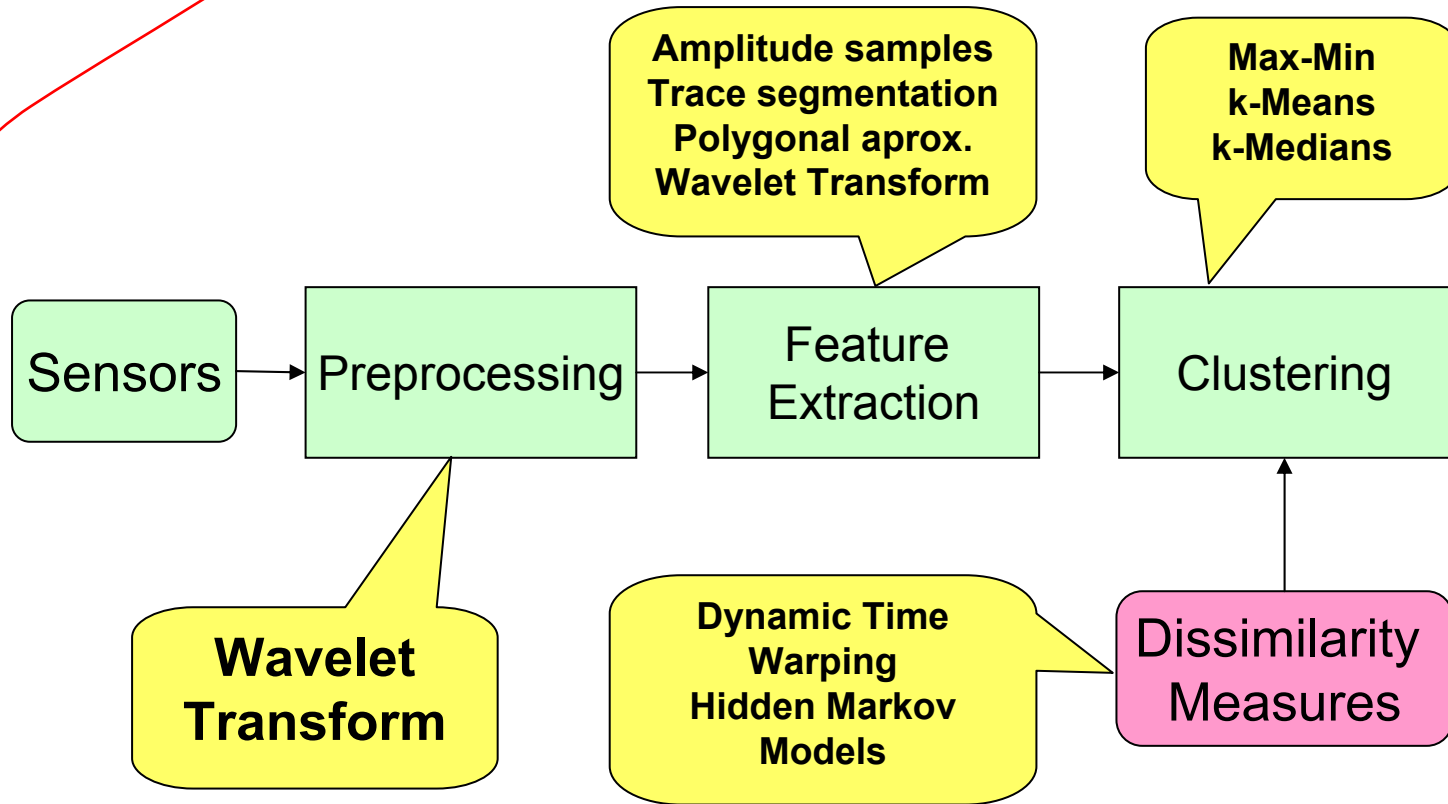 Amplitude samples
Trace segmentation
Polygonal aprox.
Wavelet Transform
Max-Min
k-Means
k-Medians
Sensors
Preprocessing
Feature
Extraction
Clustering
Wavelet
Transform
Dynamic Time
Warping
Hidden Markov
Models
Dissimilarity
Measures